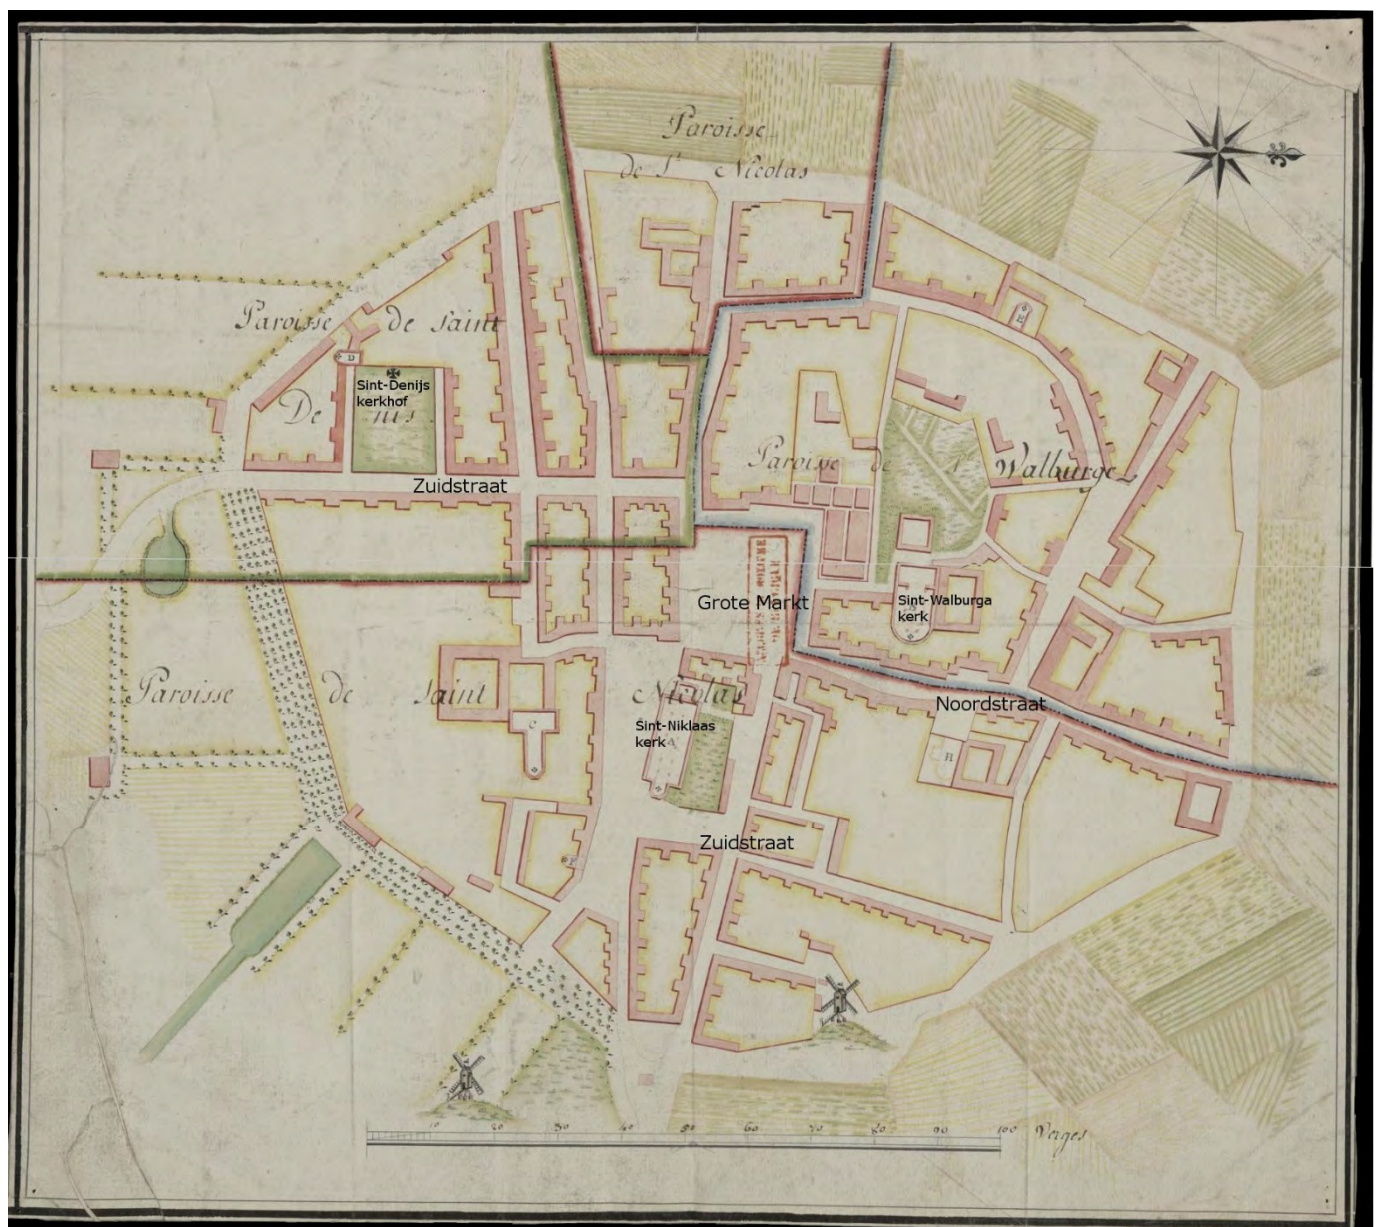 Paroisse
de St Nicolas
Paroisse de Saint
D
Sint-Denijs
kerkhof
De nis
E
Paroisse de Ste Walburge
Zuidstraat
Grote Markt
Sint-Walburga
kerk
Paroisse de Saint Nicolas
Noordstraat
C
Sint-Niklaas
kerk
A
H
Zuidstraat
F
10 20 30 40 50 60 70 80 90 100 Verges